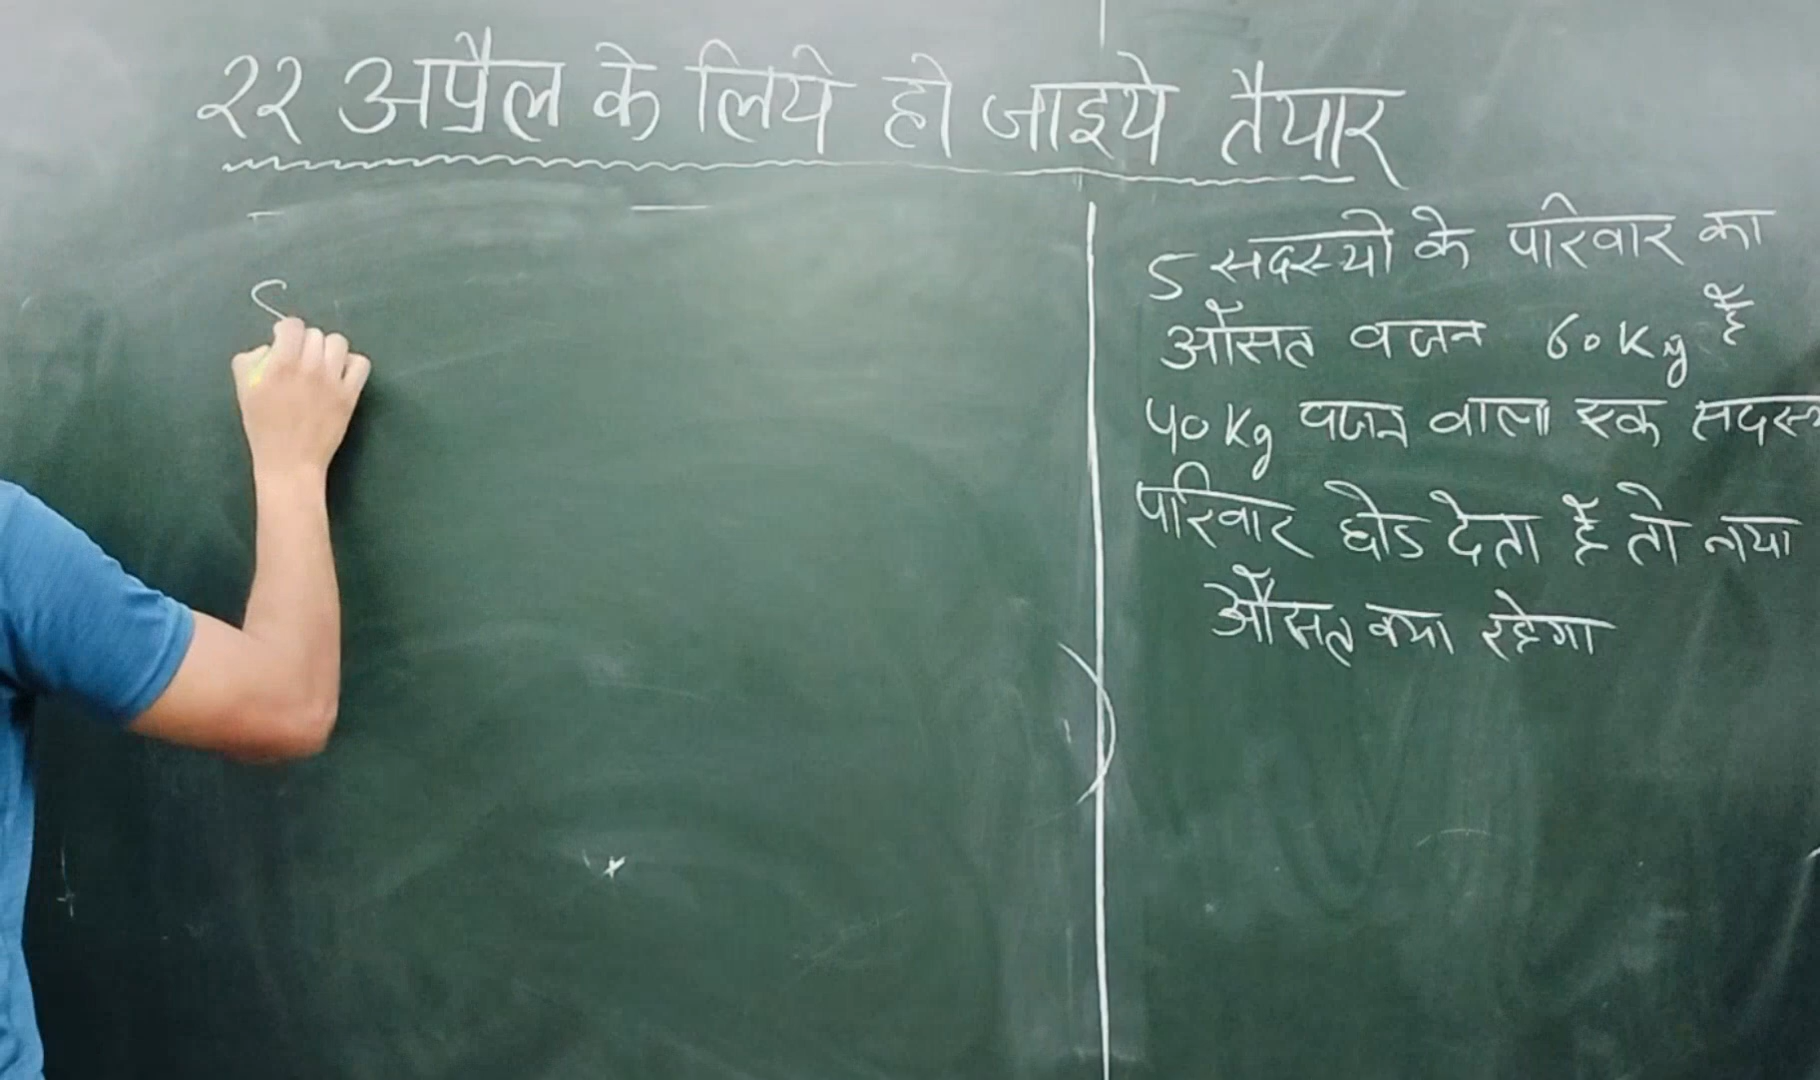 २२ अप्रैल के लिये हो जाइये तैयार
5 सदस्यो के परिवार का
औसत वजन 60 Kg है
40 Kg वजन वाला एक सदस्य
परिवार छोड देता है तो नया
औसत क्या रहेगा
5